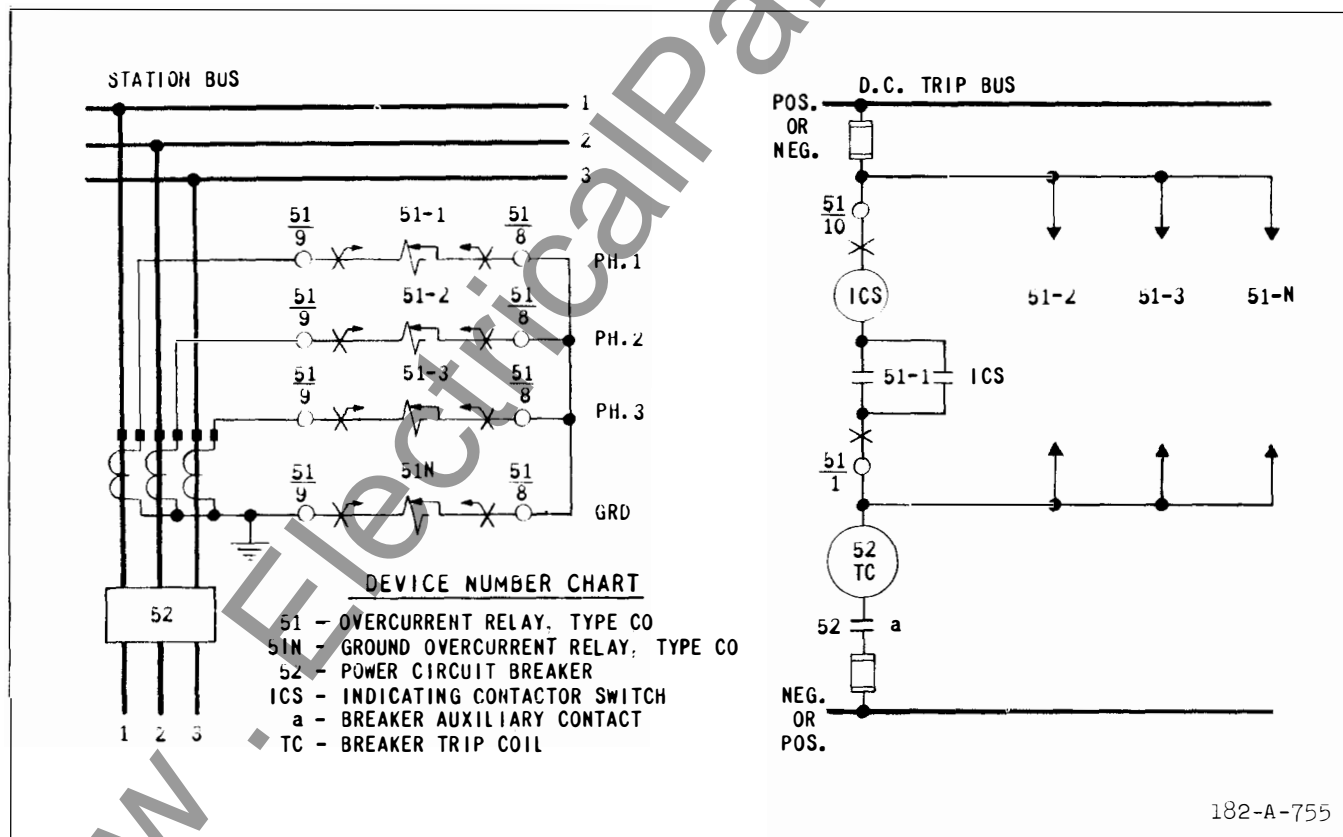 STATION BUS
1
2
3
51
9
51-1
51
8
PH.1
51
9
51-2
51
8
PH.2
51
9
51-3
51
8
PH.3
51
9
51N
51
8
GRD
52
1 2 3
DEVICE NUMBER CHART
51 - OVERCURRENT RELAY, TYPE CO
51N - GROUND OVERCURRENT RELAY, TYPE CO
52 - POWER CIRCUIT BREAKER
ICS - INDICATING CONTACTOR SWITCH
a - BREAKER AUXILIARY CONTACT
TC - BREAKER TRIP COIL
D.C. TRIP BUS
POS.
OR
NEG.
51
10
ICS
51-2 51-3 51-N
51-1 ICS
51
1
52
TC
52 a
NEG.
OR
POS.
182-A-755
w . ElectricalPa